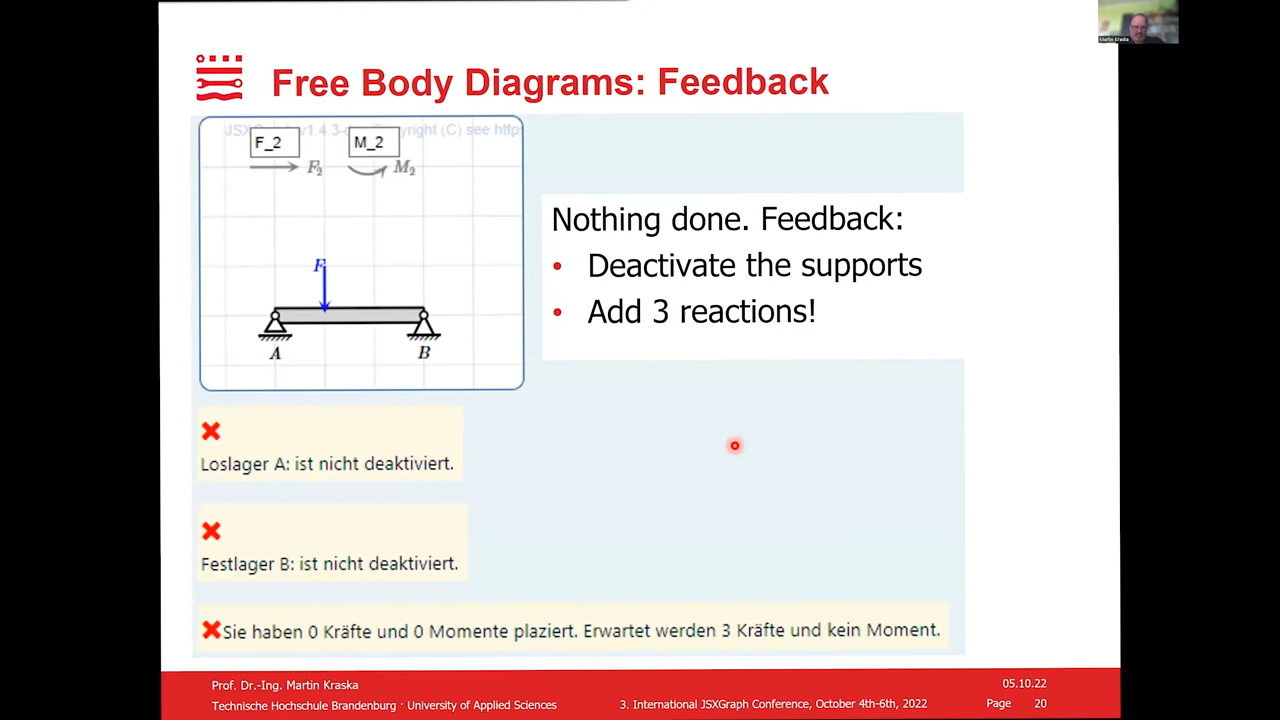 Martin Kraska
Free Body Diagrams: Feedback
F_2
M_2
F₂
M₂
F
A
B
Nothing done. Feedback:
• Deactivate the supports
• Add 3 reactions!
Loslager A: ist nicht deaktiviert.
Festlager B: ist nicht deaktiviert.
Sie haben 0 Kräfte und 0 Momente plaziert. Erwartet werden 3 Kräfte und kein Moment.
Prof. Dr.-Ing. Martin Kraska
05.10.22
Technische Hochschule Brandenburg · University of Applied Sciences
3. International JSXGraph Conference, October 4th-6th, 2022
Page 20